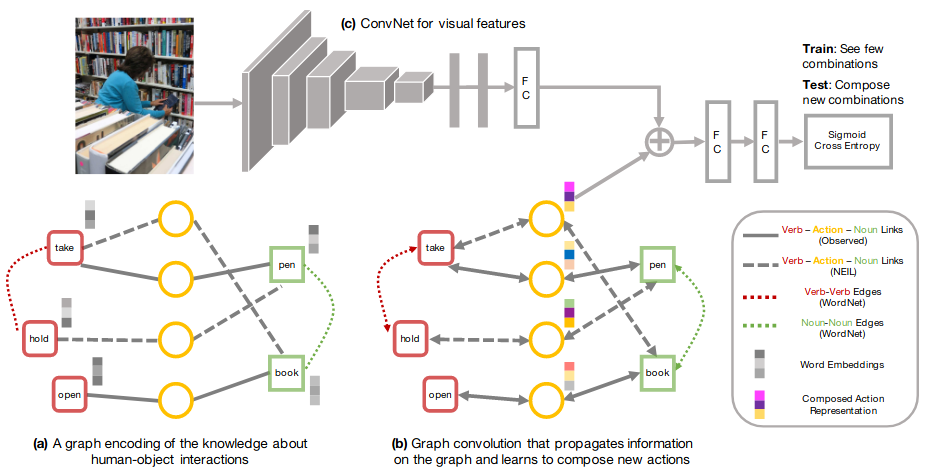 (c) ConvNet for visual features
F
C
Train: See few
combinations
Test: Compose
new combinations
F
C
F
C
Sigmoid
Cross Entropy
take
hold
open
pen
book
take
hold
open
pen
book
Verb – Action – Noun Links
(Observed)
Verb – Action – Noun Links
(NEIL)
Verb-Verb Edges
(WordNet)
Noun-Noun Edges
(WordNet)
Word Embeddings
Composed Action
Representation
(a) A graph encoding of the knowledge about
human-object interactions
(b) Graph convolution that propagates information
on the graph and learns to compose new actions